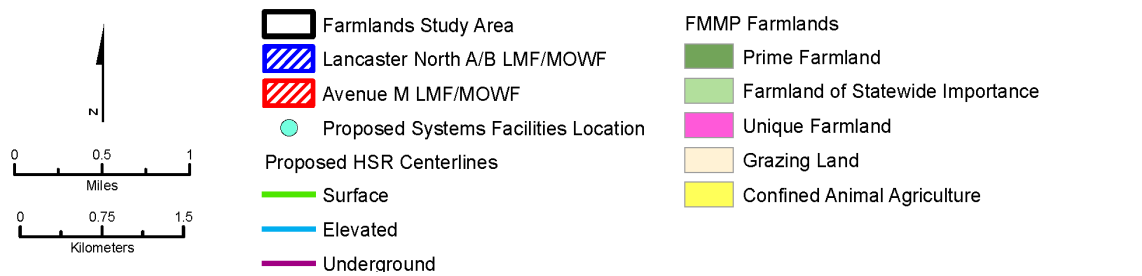 N
0 0.5 1
Miles
0 0.75 1.5
Kilometers
Farmlands Study Area
Lancaster North A/B LMF/MOWF
Avenue M LMF/MOWF
Proposed Systems Facilities Location
Proposed HSR Centerlines
Surface
Elevated
Underground
FMMP Farmlands
Prime Farmland
Farmland of Statewide Importance
Unique Farmland
Grazing Land
Confined Animal Agriculture